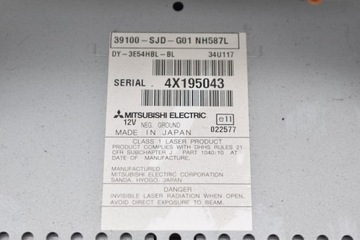 39100-SJD-G01 NH587L
DY-3E54HBL-BL 34U117
SERIAL. 4X195043
MITSUBISHI ELECTRIC
12V NEG. GROUND
MADE IN JAPAN
e11
022577
CLASS 1 LASER PRODUCT
PRODUCT COMPLIES WITH DHHS RULES 21
CFR SUBCHAPTER J PART 1040:10 AT
DATE OF MANUFACTURE.
MANUFACTURED
MITSUBISHI ELECTRIC CORPORATION
SANDA, HYOGO, JAPAN
DANGER
INVISIBLE LASER RADIATION WHEN OPEN.
AVOID DIRECT EXPOSURE TO BEAM.